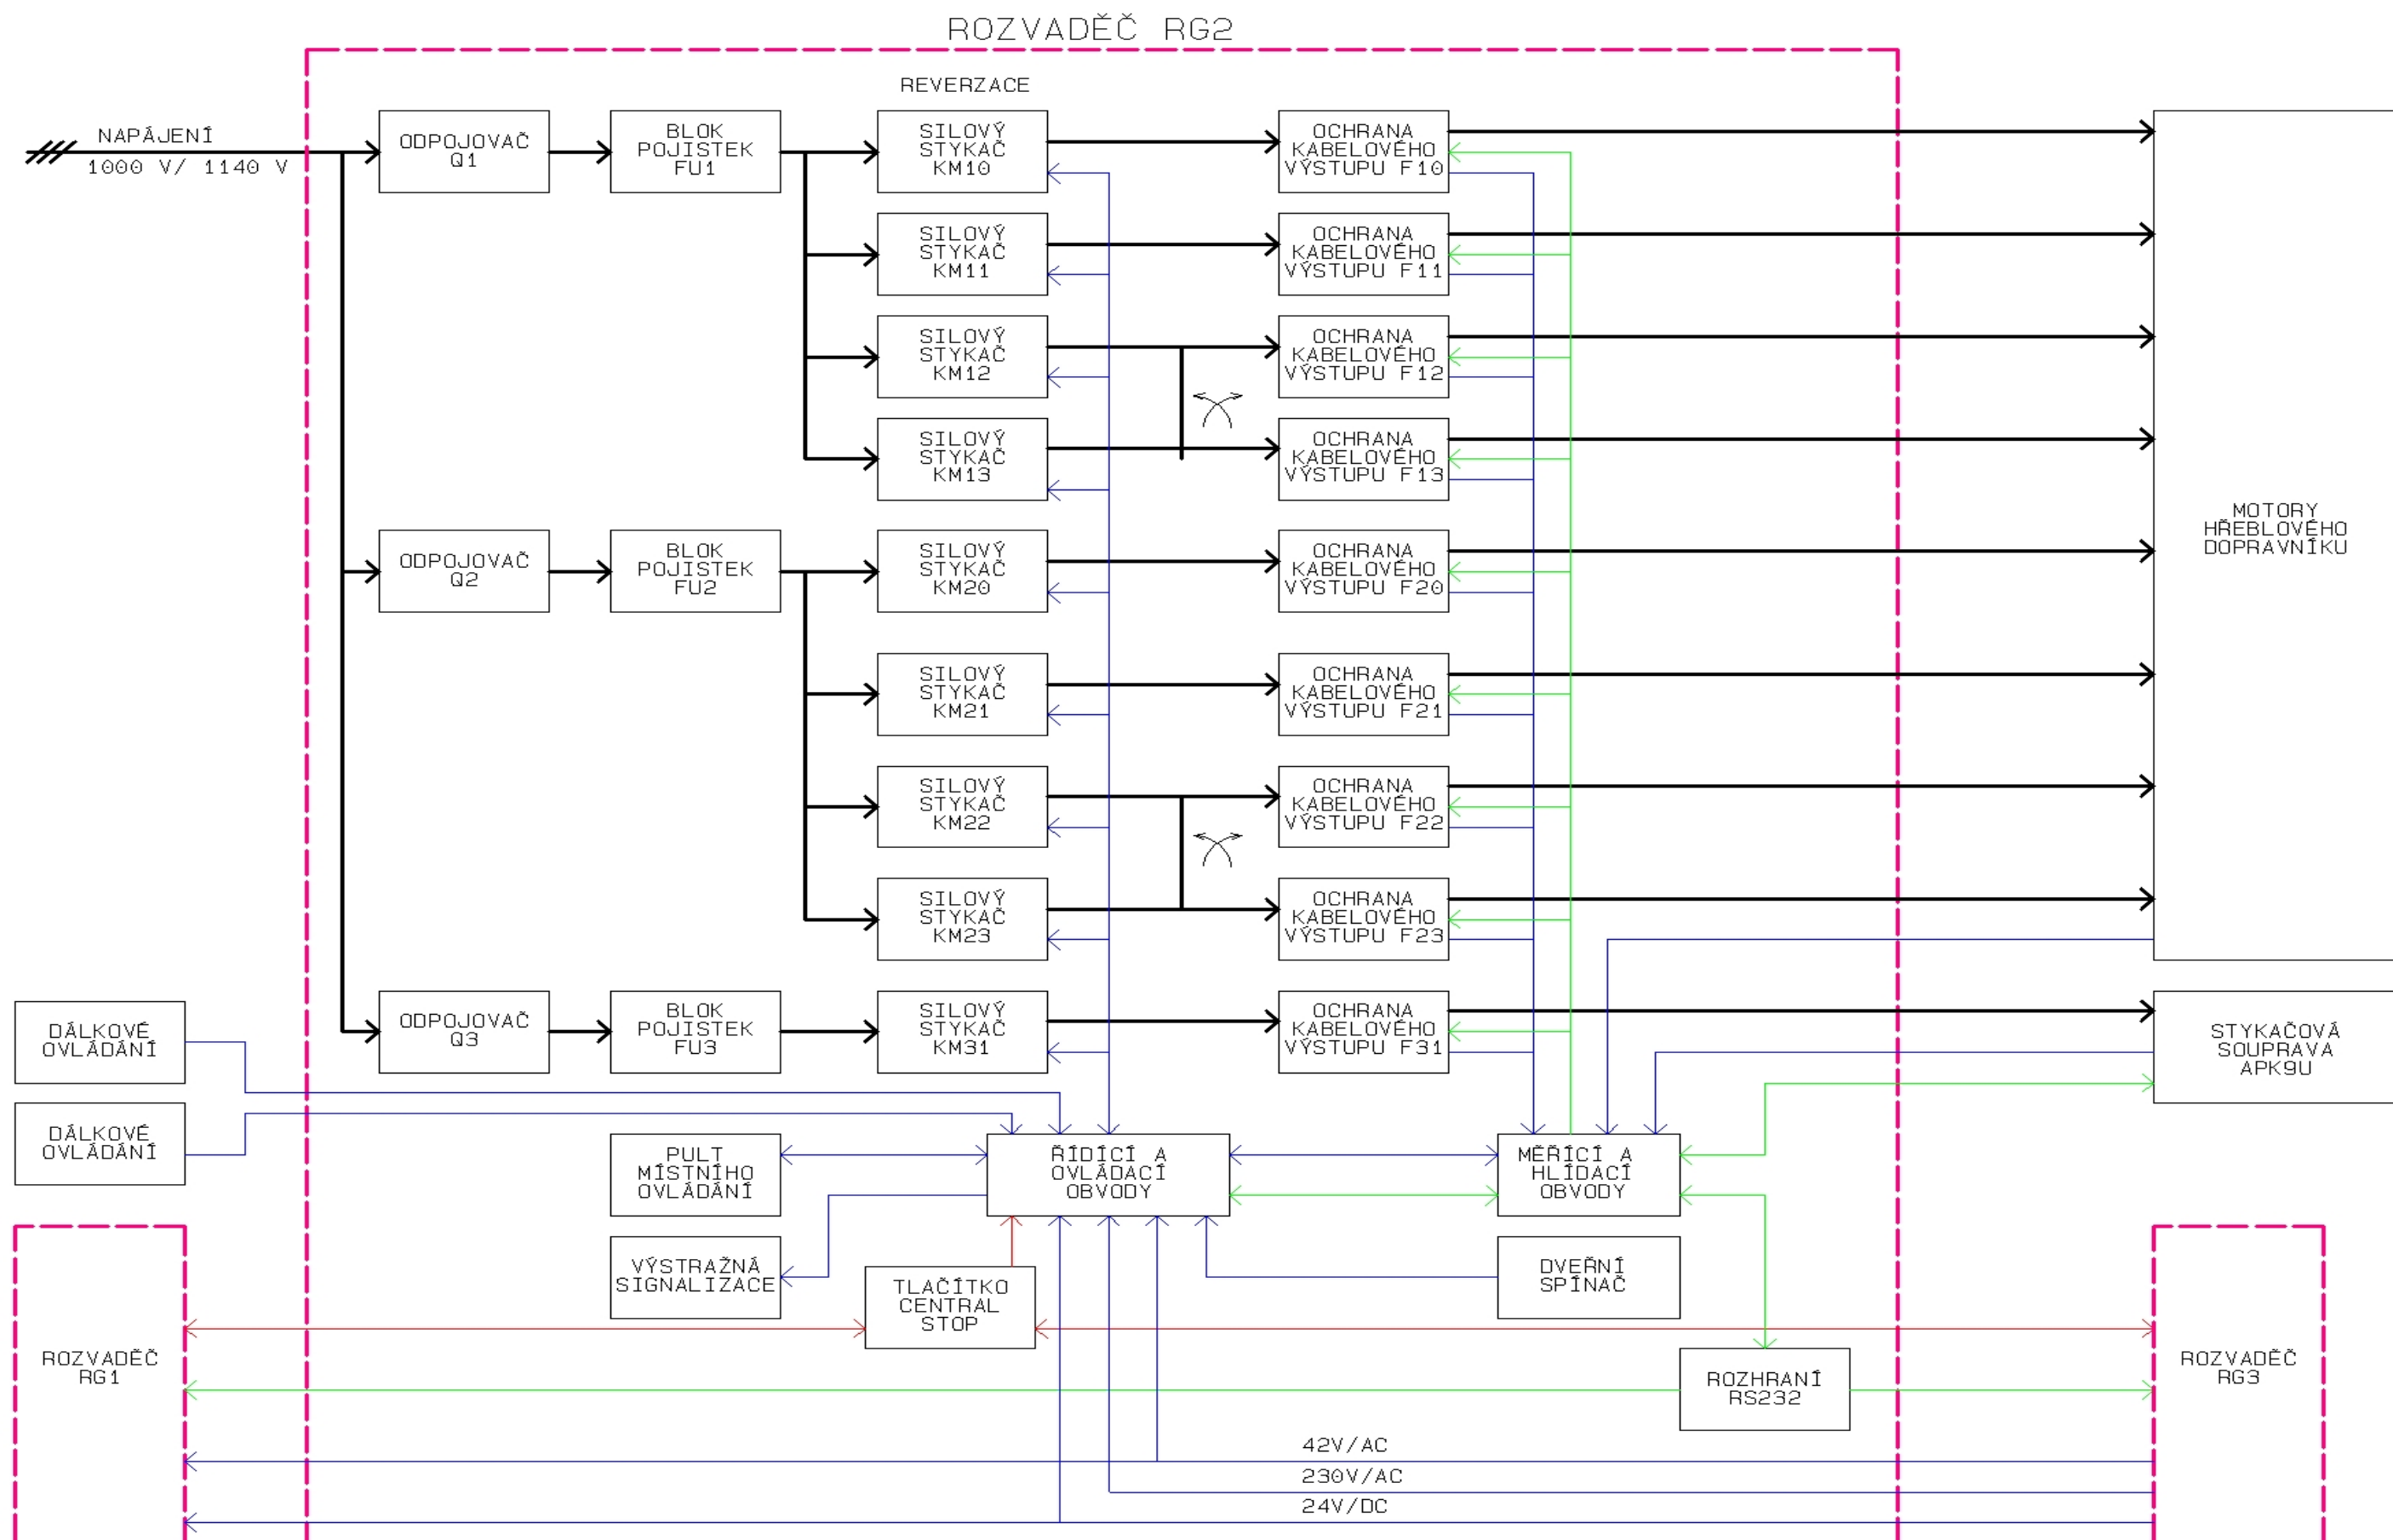 ROZVADĚČ RG2
REVERZACE
NAPÁJENÍ
1000 V/ 1140 V
ODPOJOVAČ
Q1
BLOK
POJISTEK
FU1
SILOVÝ
STYKAČ
KM10
OCHRANA
KABELOVÉHO
VÝSTUPU F10
SILOVÝ
STYKAČ
KM11
OCHRANA
KABELOVÉHO
VÝSTUPU F11
SILOVÝ
STYKAČ
KM12
OCHRANA
KABELOVÉHO
VÝSTUPU F12
SILOVÝ
STYKAČ
KM13
OCHRANA
KABELOVÉHO
VÝSTUPU F13
MOTORY
HŘEBLOVÉHO
DOPRAVNÍKU
ODPOJOVAČ
Q2
BLOK
POJISTEK
FU2
SILOVÝ
STYKAČ
KM20
OCHRANA
KABELOVÉHO
VÝSTUPU F20
SILOVÝ
STYKAČ
KM21
OCHRANA
KABELOVÉHO
VÝSTUPU F21
SILOVÝ
STYKAČ
KM22
OCHRANA
KABELOVÉHO
VÝSTUPU F22
SILOVÝ
STYKAČ
KM23
OCHRANA
KABELOVÉHO
VÝSTUPU F23
DÁLKOVÉ
OVLÁDÁNÍ
ODPOJOVAČ
Q3
BLOK
POJISTEK
FU3
SILOVÝ
STYKAČ
KM31
OCHRANA
KABELOVÉHO
VÝSTUPU F31
STYKAČOVÁ
SOUPRAVA
APK9U
DÁLKOVÉ
OVLÁDÁNÍ
PULT
MÍSTNÍHO
OVLÁDÁNÍ
ŘÍDÍCÍ A
OVLÁDACÍ
OBVODY
MĚŘÍCÍ A
HLÍDACÍ
OBVODY
VÝSTRAŽNÁ
SIGNALIZACE
TLAČÍTKO
CENTRAL
STOP
DVEŘNÍ
SPÍNAČ
ROZVADĚČ
RG1
ROZHRANÍ
RS232
ROZVADĚČ
RG3
42V/AC
230V/AC
24V/DC